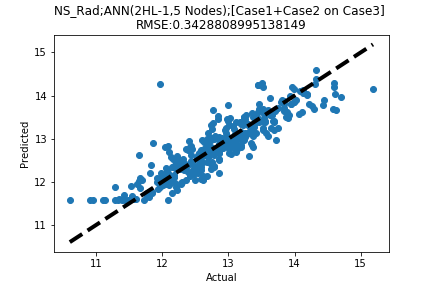 NS_Rad;ANN(2HL-1,5 Nodes);[Case1+Case2 on Case3]
RMSE:0.3428808995138149
15
14
13
12
11
Predicted
11
12
13
14
15
Actual